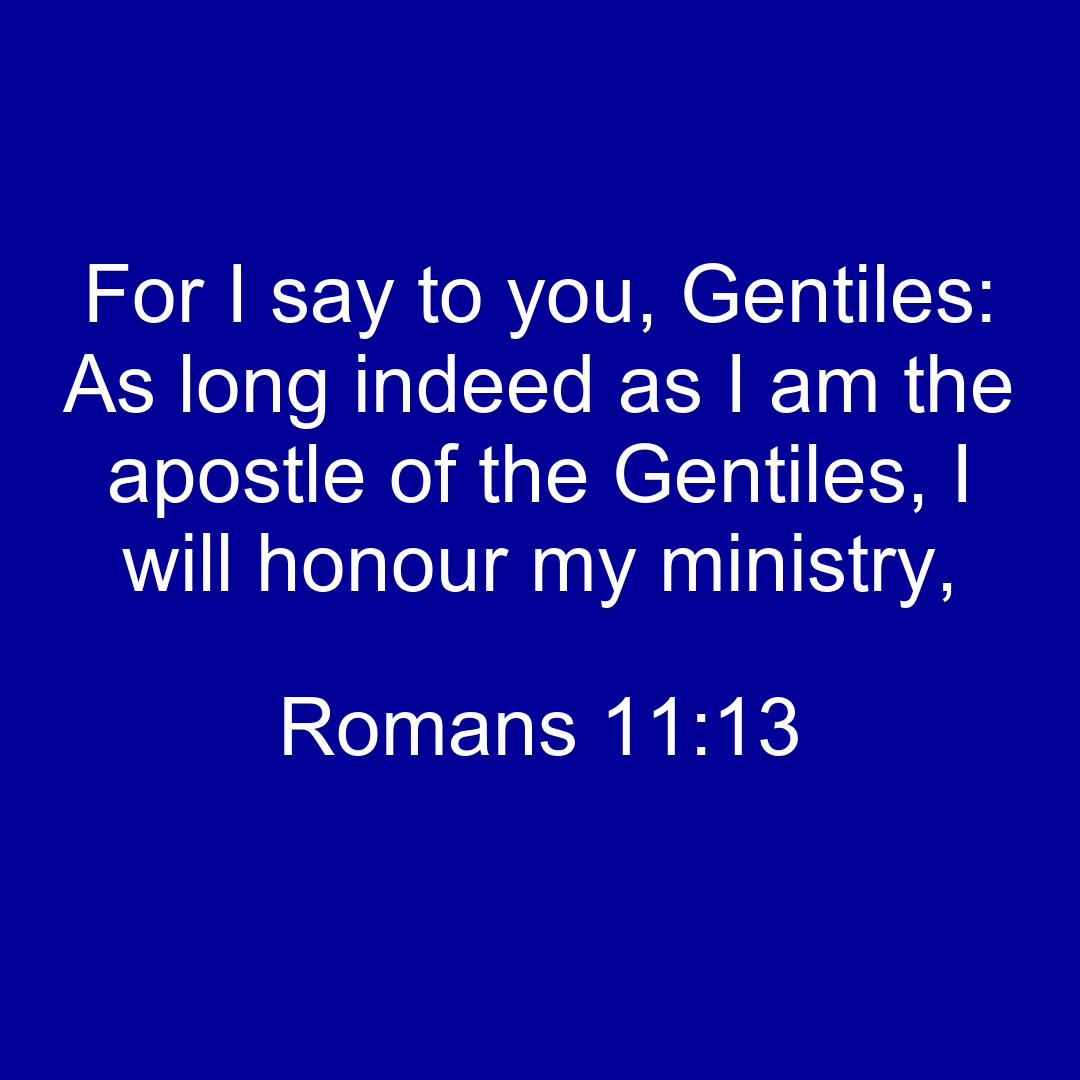 For I say to you, Gentiles:
As long indeed as I am the
apostle of the Gentiles, I
will honour my ministry,
Romans 11:13